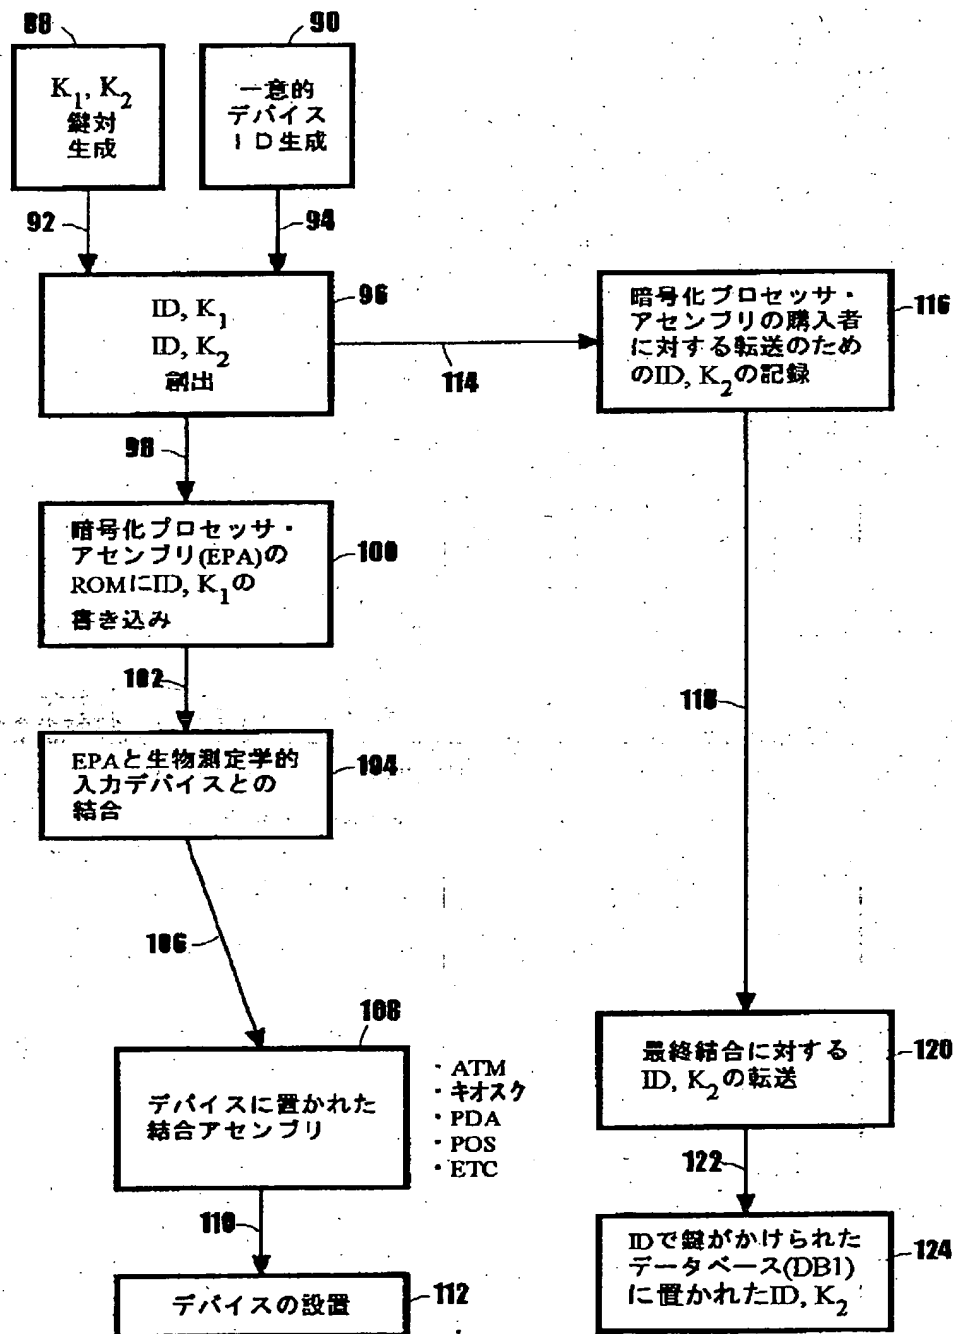 88
90
K1, K2
鍵対
生成
一意的
デバイス
ID生成
92
94
ID, K1
ID, K2
創出
96
暗号化プロセッサ・
アセンブリの購入者
に対する転送のため
のID, K2の記録
116
114
98
暗号化プロセッサ・
アセンブリ(EPA)の
ROMにID, K1の
書き込み
100
102
EPAと生物測定学的
入力デバイスとの
結合
104
118
106
108
デバイスに置かれた
結合アセンブリ
・ATM
・キオスク
・PDA
・POS
・ETC
最終結合に対する
ID, K2の転送
120
122
110
デバイスの設置
112
IDで鍵がかけられた
データベース(DB1)
に置かれたID, K2
124